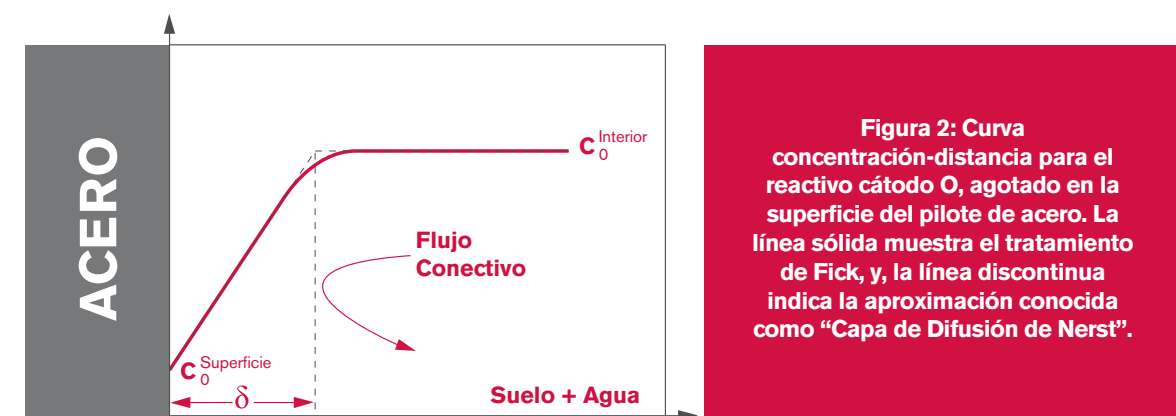 ACERO
C₀ Interior
Flujo
Conectivo
C₀ Superficie
δ
Suelo + Agua
Figura 2: Curva
concentración-distancia para el
reactivo cátodo O, agotado en la
superficie del pilote de acero. La
línea sólida muestra el tratamiento
de Fick, y, la línea discontinua
indica la aproximación conocida
como “Capa de Difusión de Nerst”.